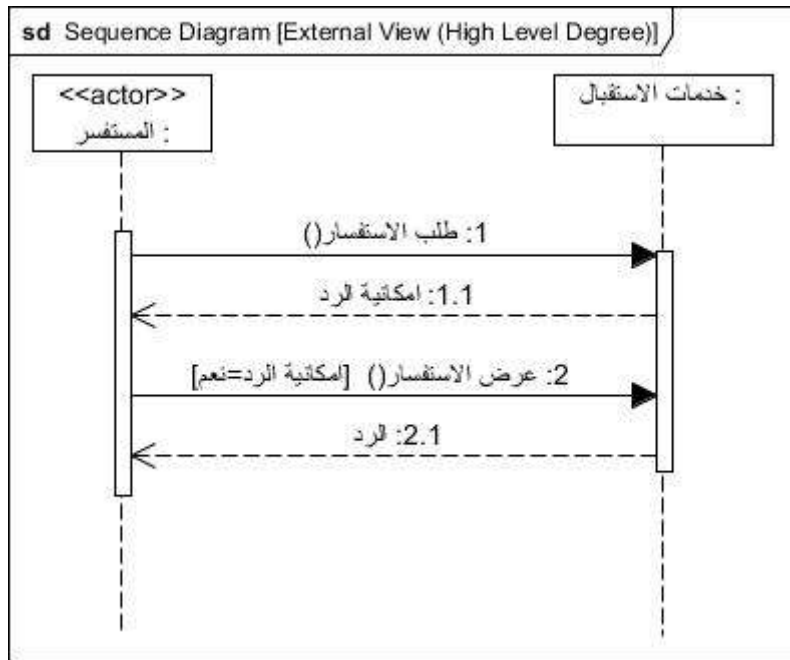 sd Sequence Diagram [External View (High Level Degree)]
<<actor>>
: المستفسر
: خدمات الاستقبال
1: طلب الاستفسار()
1.1: امكانية الرد
2: عرض الاستفسار() [امكانية الرد=نعم]
2.1: الرد